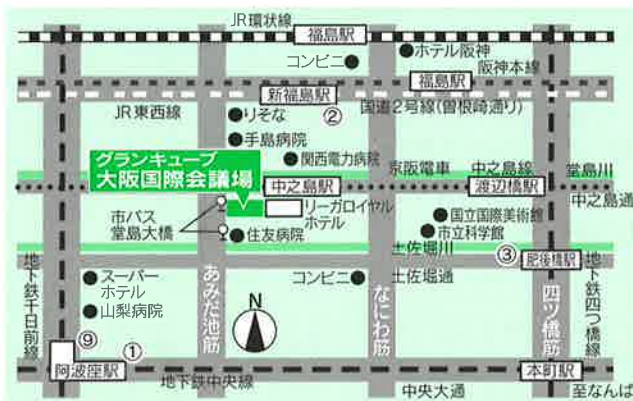 JR環状線
福島駅
コンビニ
ホテル阪神
阪神本線
福島駅
新福島駅
JR東西線
②
国道2号線(曽根崎通り)
りそな
手島病院
関西電力病院
グランキューブ
大阪国際会議場
京阪電車 中之島線
堂島川
中之島駅
渡辺橋駅
中之島通
市バス
堂島大橋
リーガロイヤル
ホテル
国立国際美術館
市立科学館
住友病院
土佐堀川
③
肥後橋駅
地下鉄千日前線
スーパー
ホテル
山梨病院
あみだ池筋
コンビニ
土佐堀通
なにわ筋
四ツ橋筋
地下鉄四つ橋線
N
⑨
①
阿波座駅
地下鉄中央線
中央大通
本町駅
至なんば